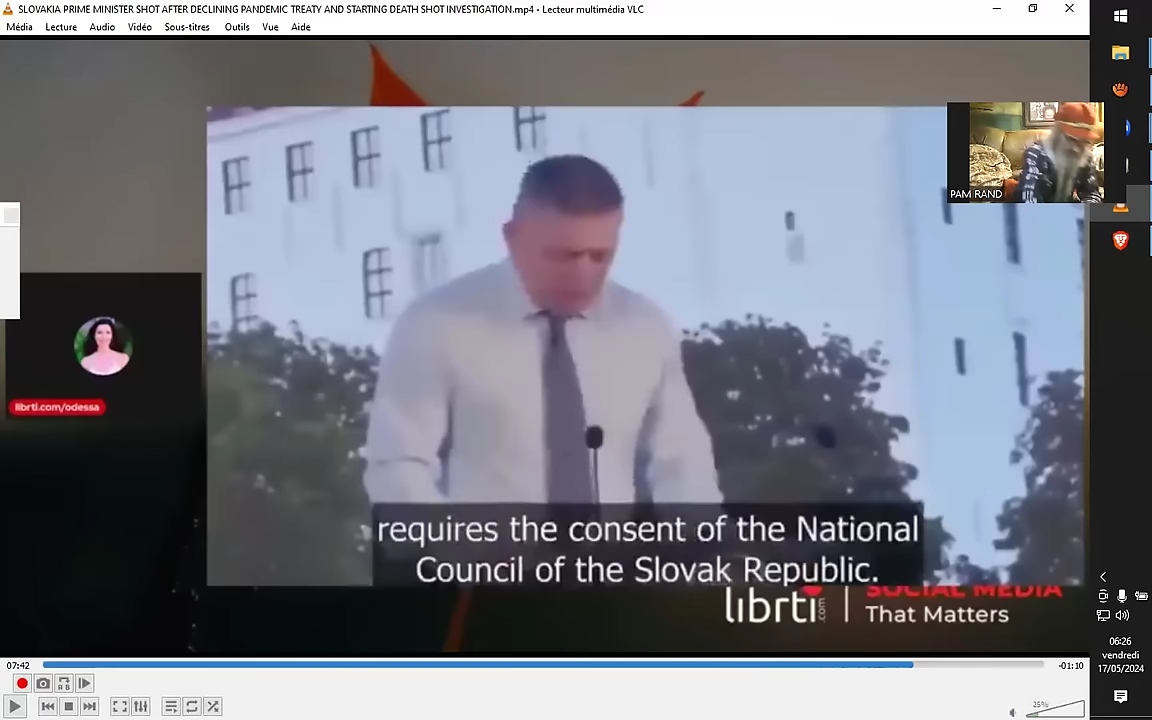 SLOVAKIA PRIME MINISTER SHOT AFTER DECLINING PANDEMIC TREATY AND STARTING DEATH SHOT INVESTIGATION.mp4 - Lecteur multimédia VLC
Média Lecture Audio Vidéo Sous-titres Outils Vue Aide
PAM RAND
librti.com/odessa
requires the consent of the National
Council of the Slovak Republic.
librti.com
SOCIAL MEDIA
That Matters
07:42
-01:10
25%
06:26
vendredi
17/05/2024